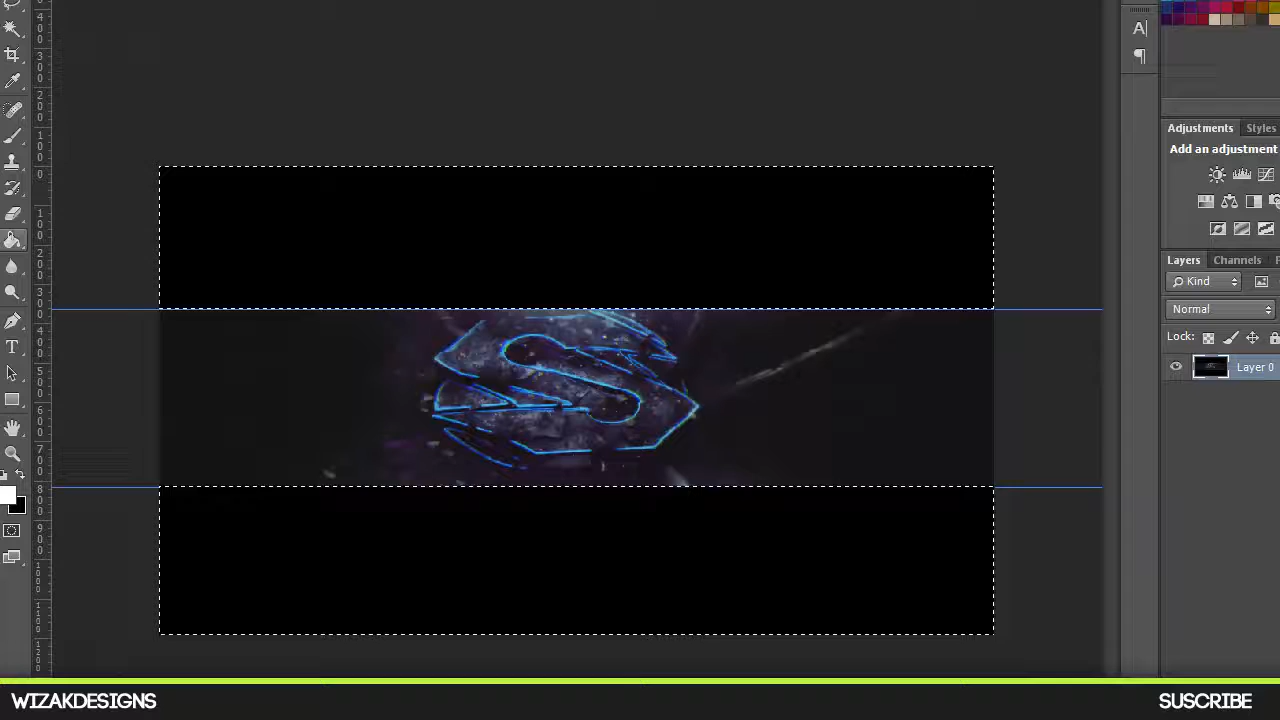 Adjustments Styles
Add an adjustment
Layers Channels
Kind
Normal
Lock:
Layer 0
WIZAKDESIGNS
SUSCRIBE